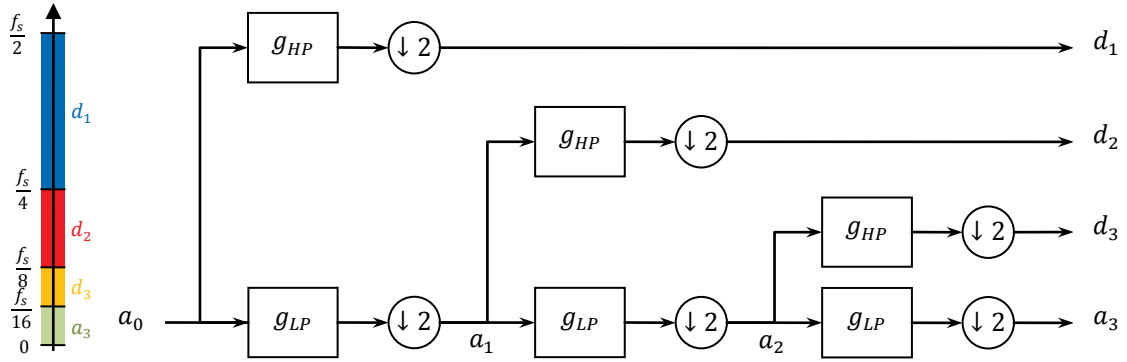 f_s/2
d_1
f_s/4
d_2
f_s/8
d_3
f_s/16
a_3
0
g_HP
↓ 2
d_1
g_HP
↓ 2
d_2
g_HP
↓ 2
d_3
a_0
g_LP
↓ 2
a_1
g_LP
↓ 2
a_2
g_LP
↓ 2
a_3